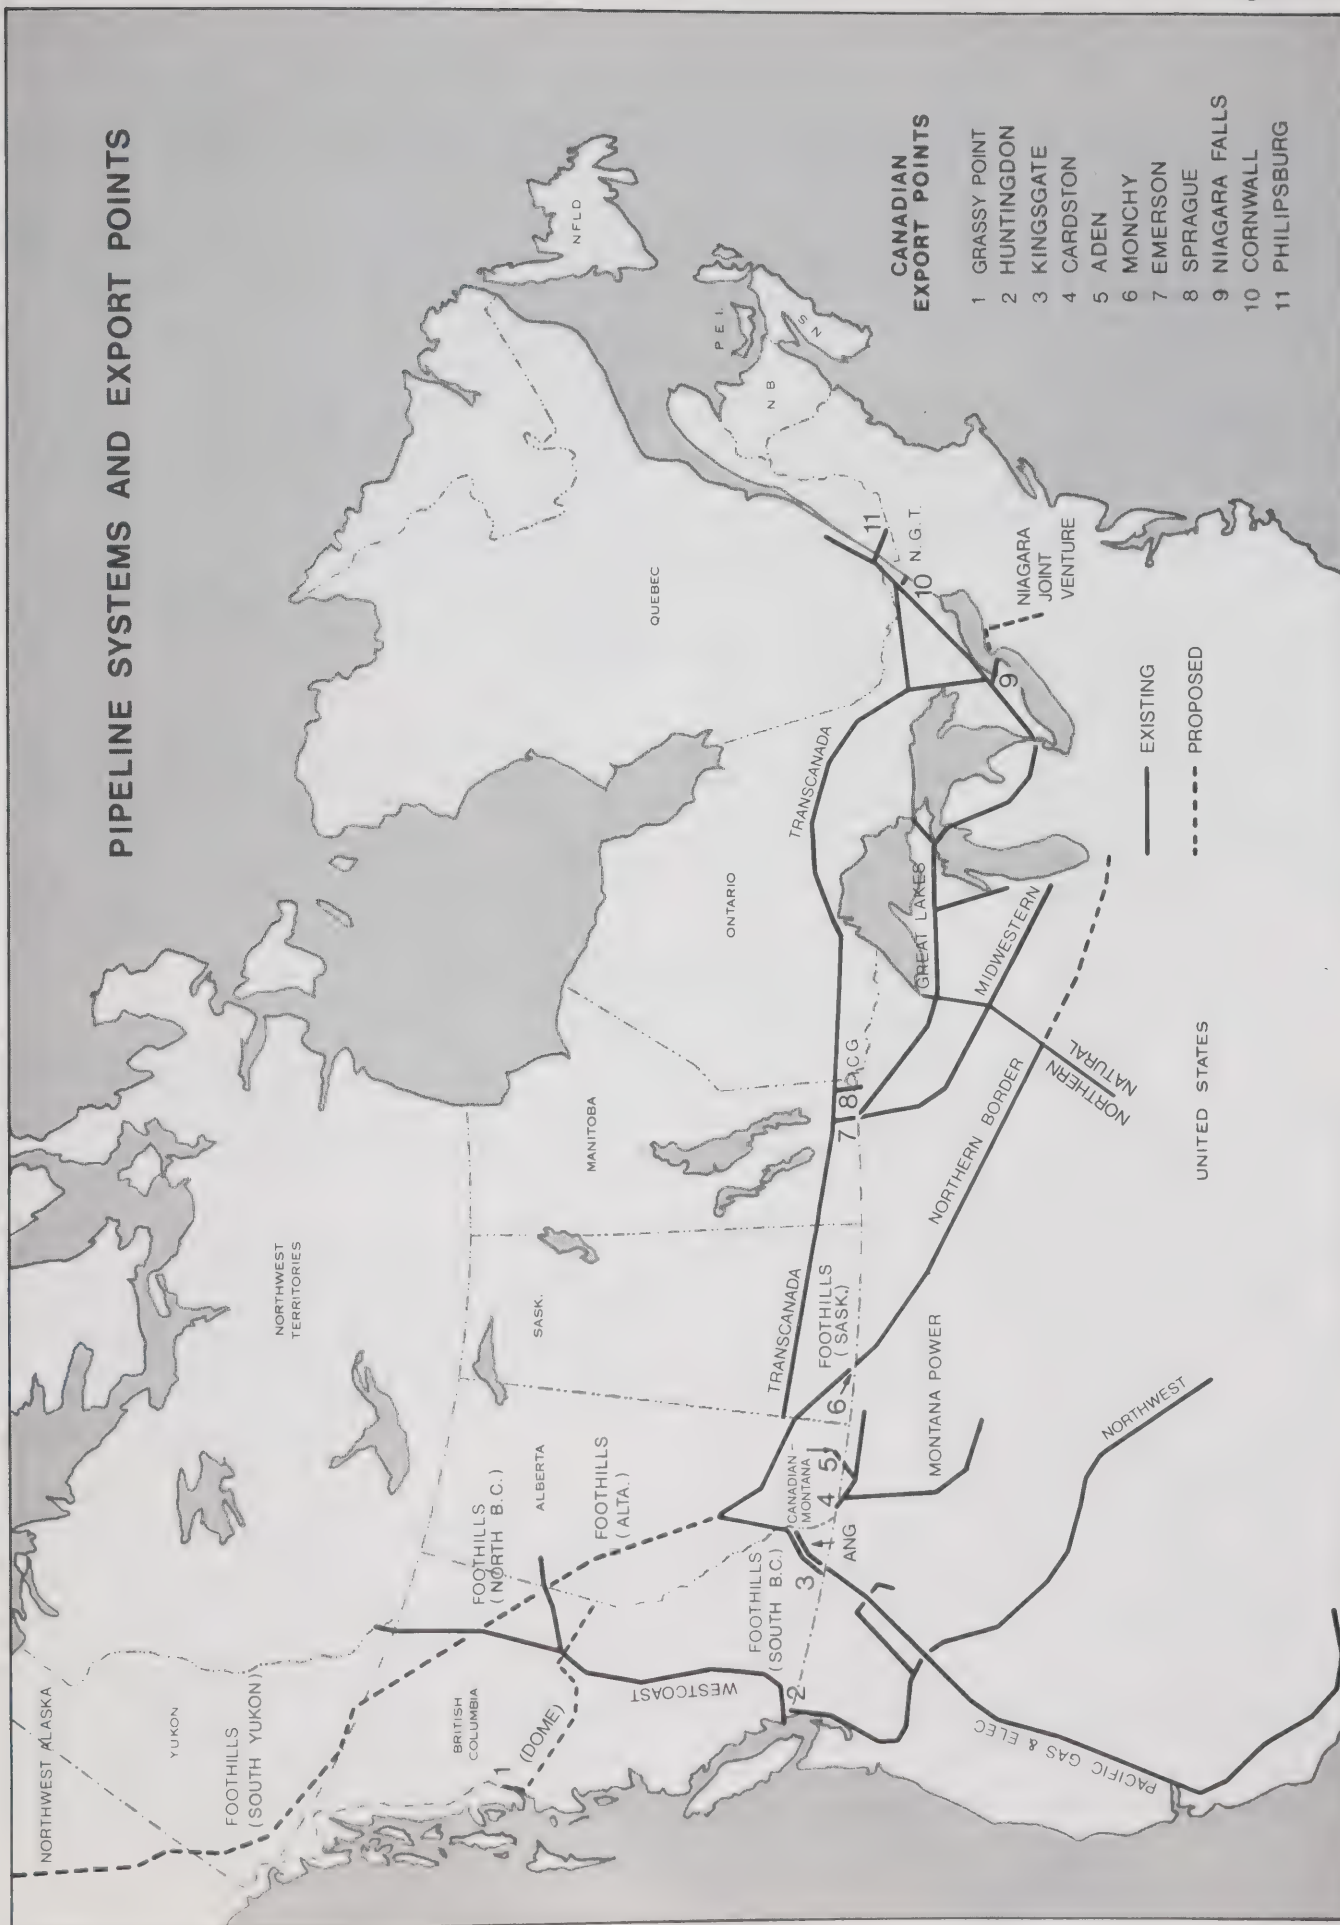 PIPELINE SYSTEMS AND EXPORT POINTS
NORTHWEST ALASKA
YUKON
FOOTHILLS
(SOUTH YUKON)
NORTHWEST
TERRITORIES
BRITISH
COLUMBIA
1
(DOME)
FOOTHILLS
(NORTH B.C.)
ALBERTA
FOOTHILLS
(ALTA.)
SASK.
MANITOBA
ONTARIO
QUEBEC
NFLD
P.E.I.
N S
N B
WESTCOAST
2
FOOTHILLS
(SOUTH B.C.)
3
ANG
CANADIAN-
MONTANA
4
5
6
FOOTHILLS
(SASK.)
TRANSCANADA
7
8
I.C G
TRANSCANADA
GREAT LAKES
MIDWESTERN
9
10
N.G.T.
11
NIAGARA
JOINT
VENTURE
NORTHERN BORDER
NORTHERN
NATURAL
MONTANA POWER
NORTHWEST
PACIFIC GAS & ELEC
UNITED STATES
EXISTING
PROPOSED
CANADIAN
EXPORT POINTS
1 GRASSY POINT
2 HUNTINGDON
3 KINGSGATE
4 CARDSTON
5 ADEN
6 MONCHY
7 EMERSON
8 SPRAGUE
9 NIAGARA FALLS
10 CORNWALL
11 PHILIPSBURG